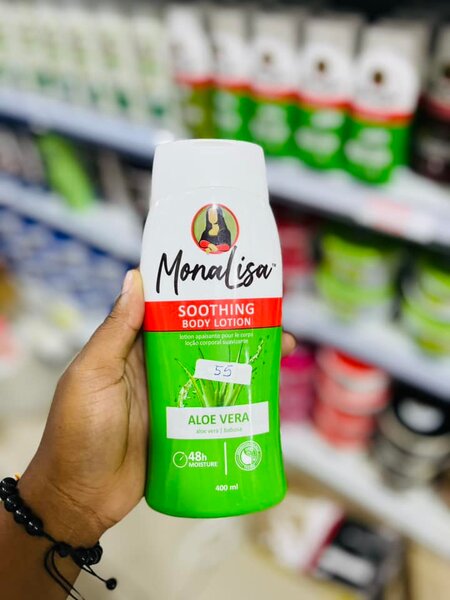 MonaLisa™
SOOTHING
BODY LOTION
lotion apaisante pour le corps
loção corporal suavizante
55
ALOE VERA
aloe vera | babosa
48h
MOISTURE
400 ml